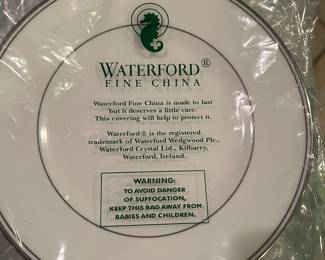 WATERFORD®
FINE CHINA
Waterford Fine China is made to last
but it deserves a little care.
This covering will help to protect it.
Waterford® is the registered
trademark of Waterford Wedgwood Plc.,
Waterford Crystal Ltd., Kilbarry,
Waterford, Ireland.
WARNING:
TO AVOID DANGER
OF SUFFOCATION,
KEEP THIS BAG AWAY FROM
BABIES AND CHILDREN.